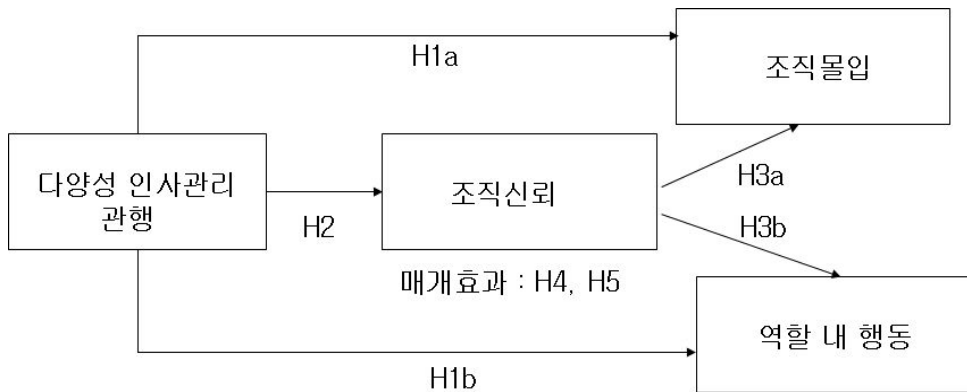 H1a
조직몰입
다양성 인사관리
관행
H2
조직신뢰
H3a
H3b
매개효과 : H4, H5
역할 내 행동
H1b